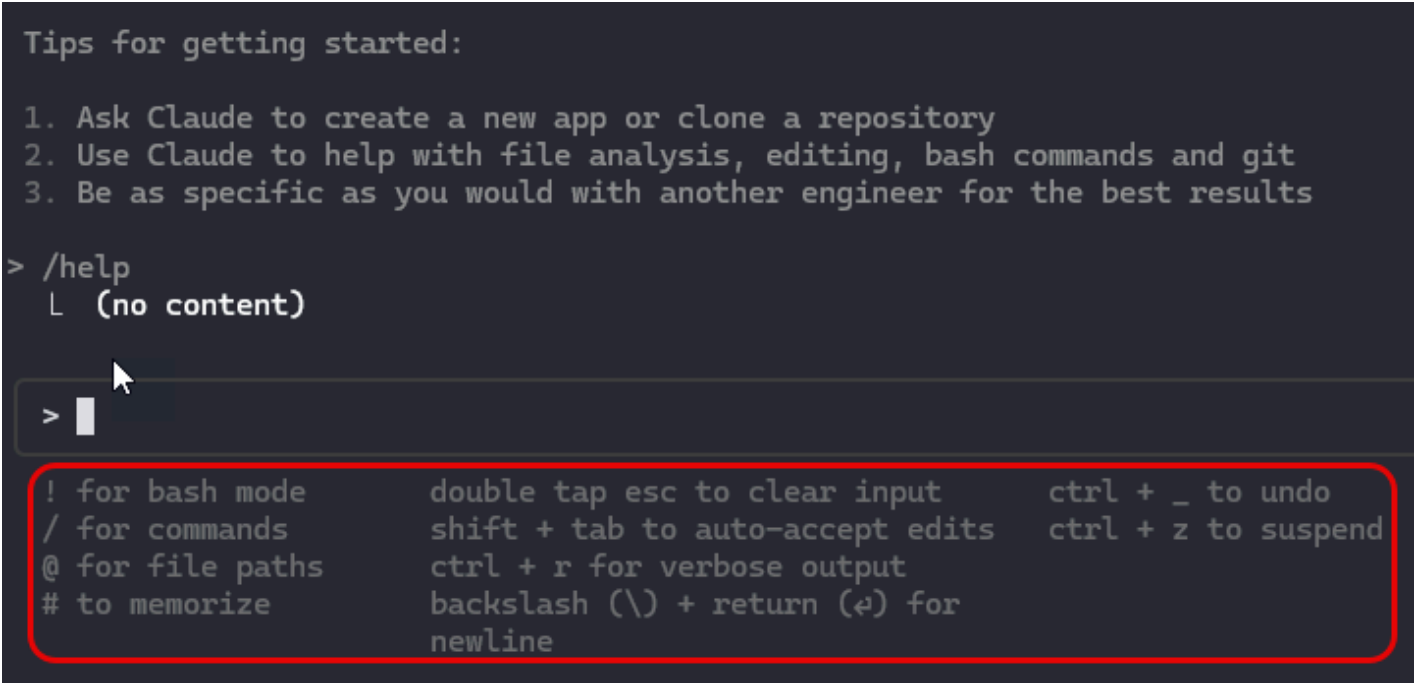 Tips for getting started:
1. Ask Claude to create a new app or clone a repository
2. Use Claude to help with file analysis, editing, bash commands and git
3. Be as specific as you would with another engineer for the best results
> /help
⎿ (no content)
>
! for bash mode double tap esc to clear input ctrl + _ to undo
/ for commands shift + tab to auto-accept edits ctrl + z to suspend
@ for file paths ctrl + r for verbose output
# to memorize backslash (\) + return (⏎) for
newline